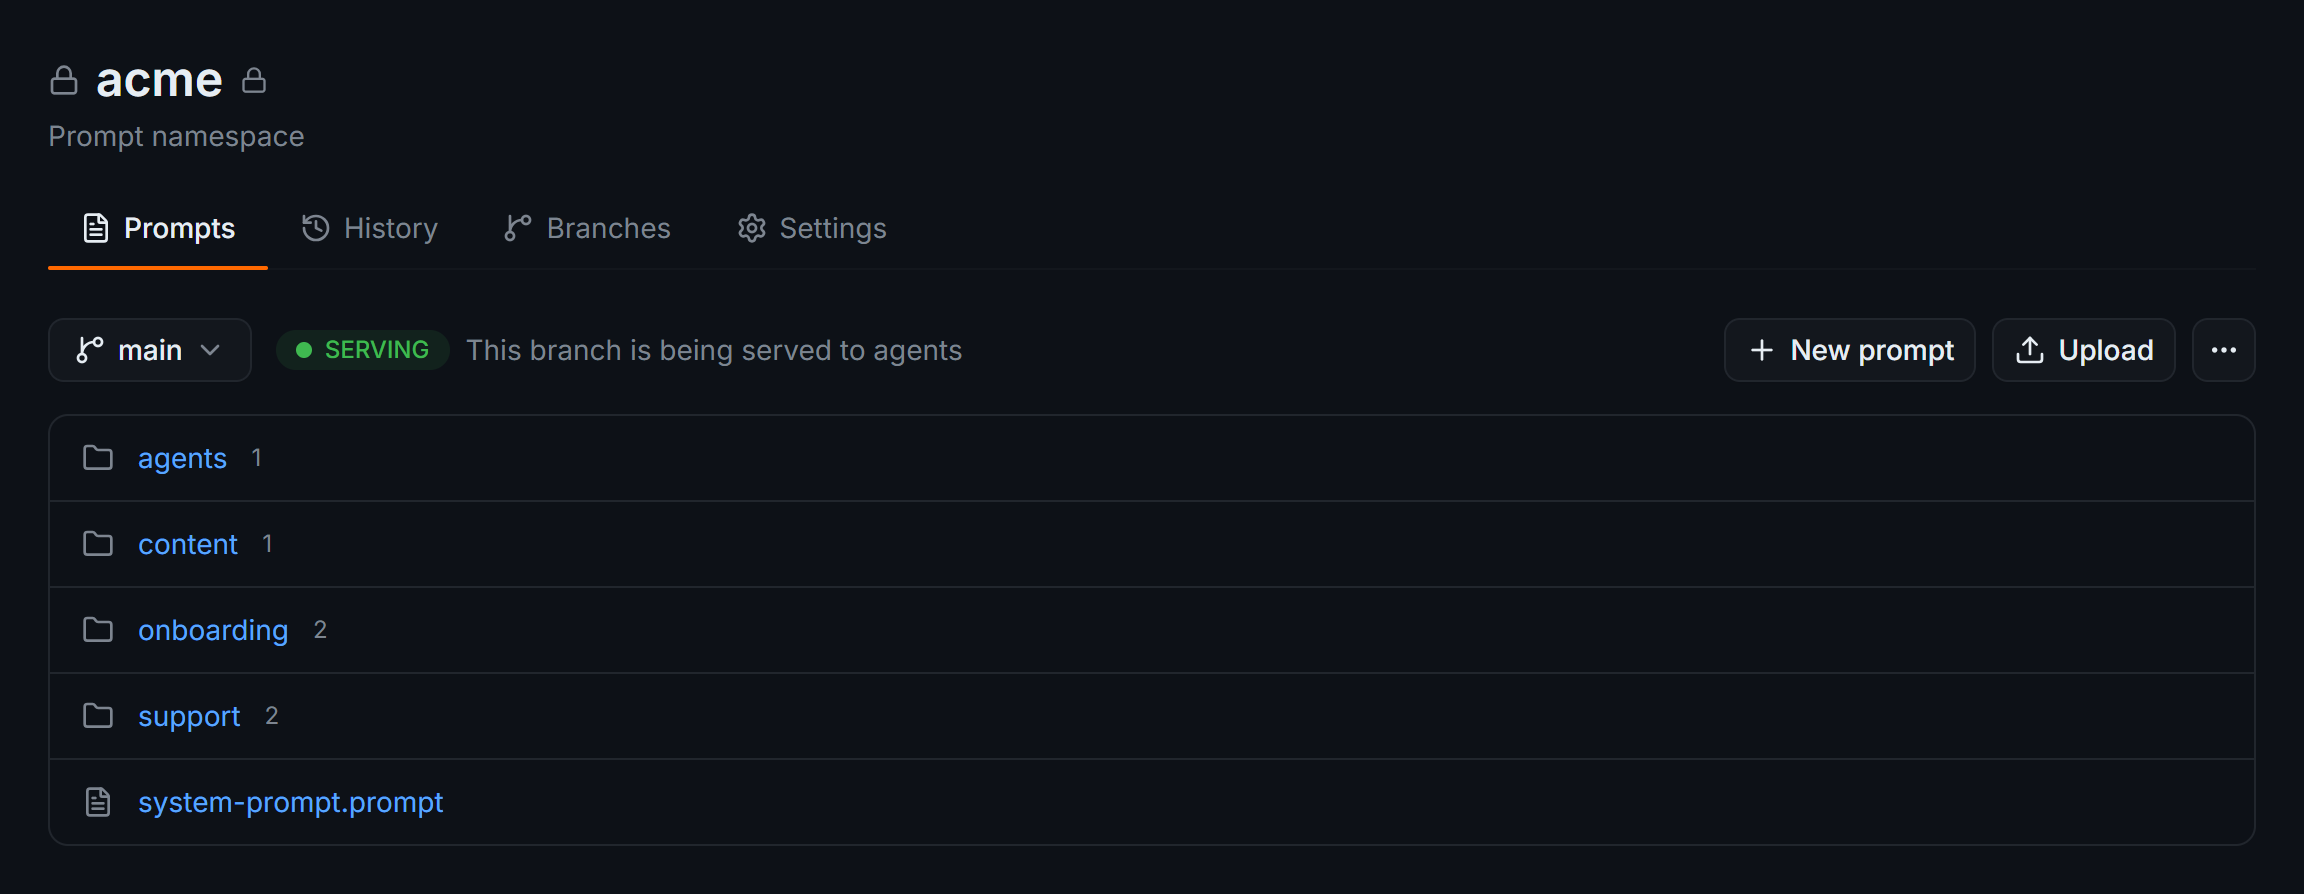 acme
Prompt namespace
Prompts History Branches Settings
main SERVING This branch is being served to agents New prompt Upload
agents 1
content 1
onboarding 2
support 2
system-prompt.prompt